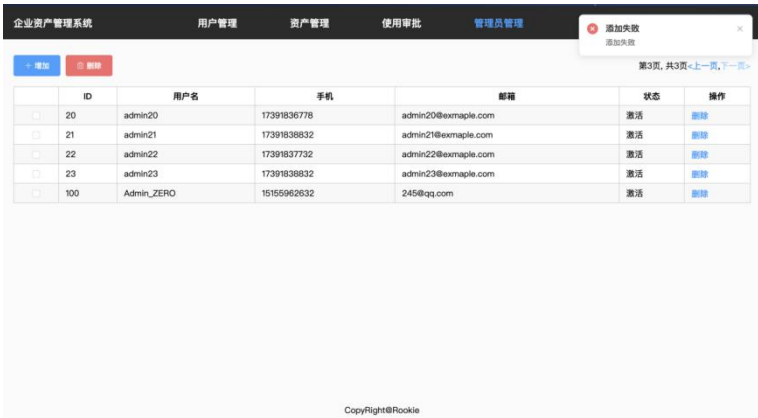 企业资产管理系统 用户管理 资产管理 使用审批 管理员管理
添加失败
添加失败
+ 增加 删除 第3页, 共3页<上一页,下一页>
ID 用户名 手机 邮箱 状态 操作
20 admin20 17391836778 admin20@exmaple.com 激活 删除
21 admin21 17391838832 admin21@exmaple.com 激活 删除
22 admin22 17391837732 admin22@exmaple.com 激活 删除
23 admin23 17391838832 admin23@exmaple.com 激活 删除
100 Admin_ZERO 15155962632 245@qq.com 激活 删除
CopyRight@Rookie